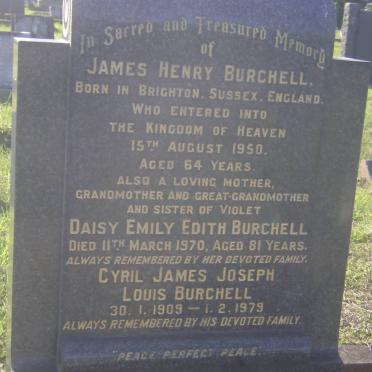 In Sacred and Treasured Memory
of
JAMES HENRY BURCHELL.
BORN IN BRIGHTON, SUSSEX, ENGLAND.
WHO ENTERED INTO
THE KINGDOM OF HEAVEN
15TH AUGUST 1950.
AGED 64 YEARS.
ALSO A LOVING MOTHER,
GRANDMOTHER AND GREAT-GRANDMOTHER
AND SISTER OF VIOLET
DAISY EMILY EDITH BURCHELL
DIED 11TH MARCH 1970, AGED 81 YEARS.
ALWAYS REMEMBERED BY HER DEVOTED FAMILY.
CYRIL JAMES JOSEPH
LOUIS BURCHELL
30.1.1909 — 1.2.1979
ALWAYS REMEMBERED BY HIS DEVOTED FAMILY.
"PEACE PERFECT PEACE."